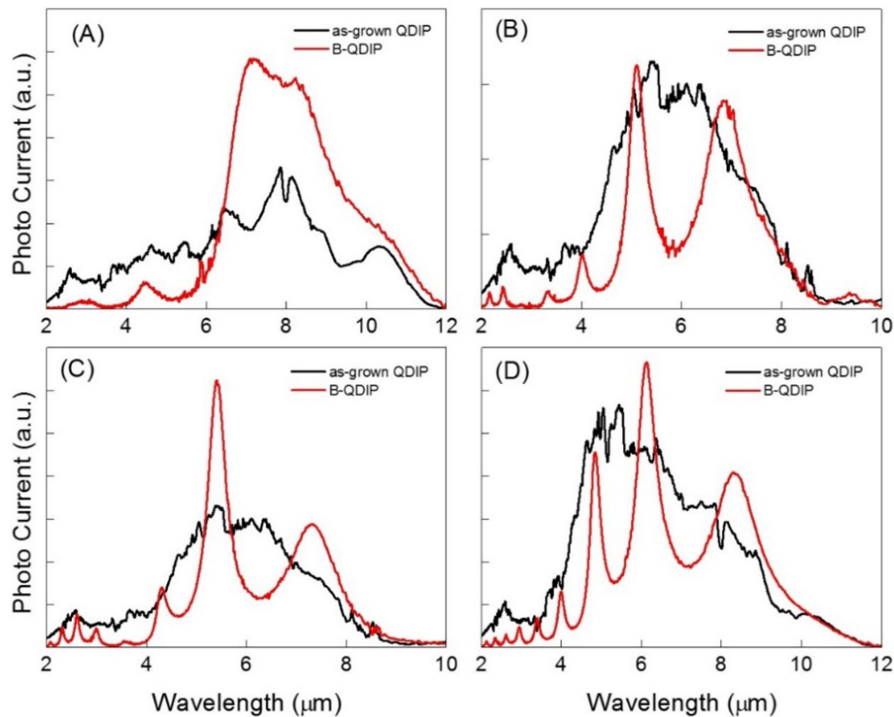 (A)
as-grown QDIP
B-QDIP
Photo Current (a.u.)
2 4 6 8 10 12
(B)
as-grown QDIP
B-QDIP
2 4 6 8 10
(C)
as-grown QDIP
B-QDIP
Photo Current (a.u.)
2 4 6 8 10
Wavelength (μm)
(D)
as-grown QDIP
B-QDIP
2 4 6 8 10 12
Wavelength (μm)